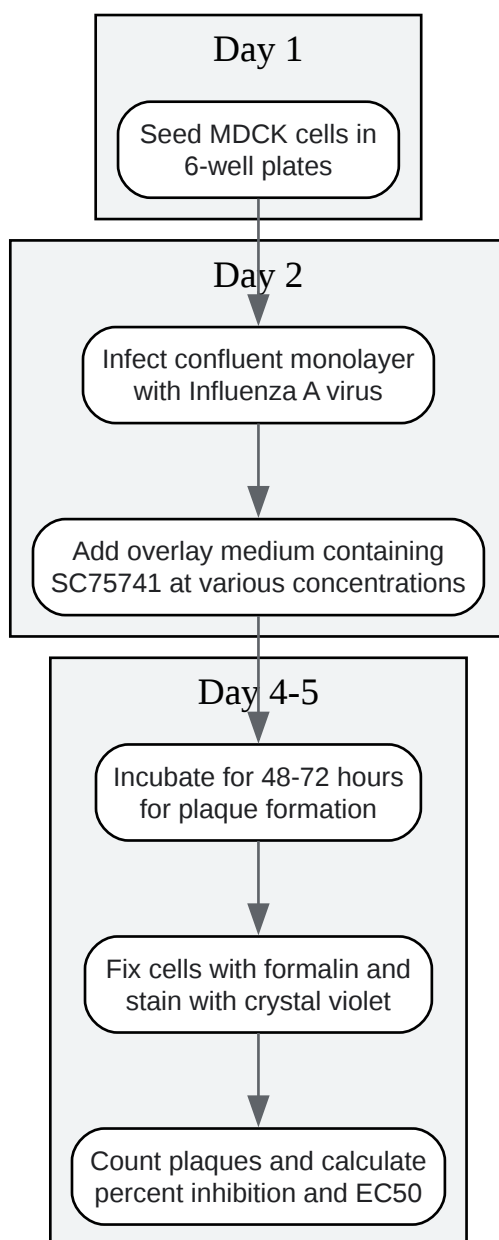 Day 1
Seed MDCK cells in
6-well plates
Day 2
Infect confluent monolayer
with Influenza A virus
Add overlay medium containing
SC75741 at various concentrations
Day 4-5
Incubate for 48-72 hours
for plaque formation
Fix cells with formalin and
stain with crystal violet
Count plaques and calculate
percent inhibition and EC50